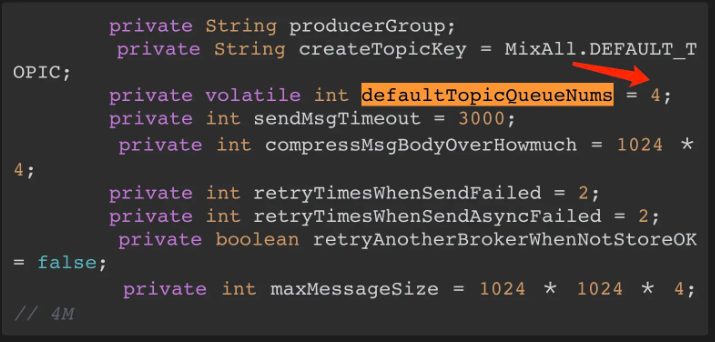 private String producerGroup;
private String createTopicKey = MixAll.DEFAULT_T
OPIC;
private volatile int defaultTopicQueueNums = 4;
private int sendMsgTimeout = 3000;
private int compressMsgBodyOverHowmuch = 1024 *
4;
private int retryTimesWhenSendFailed = 2;
private int retryTimesWhenSendAsyncFailed = 2;
private boolean retryAnotherBrokerWhenNotStoreOK
= false;
private int maxMessageSize = 1024 * 1024 * 4;
// 4M